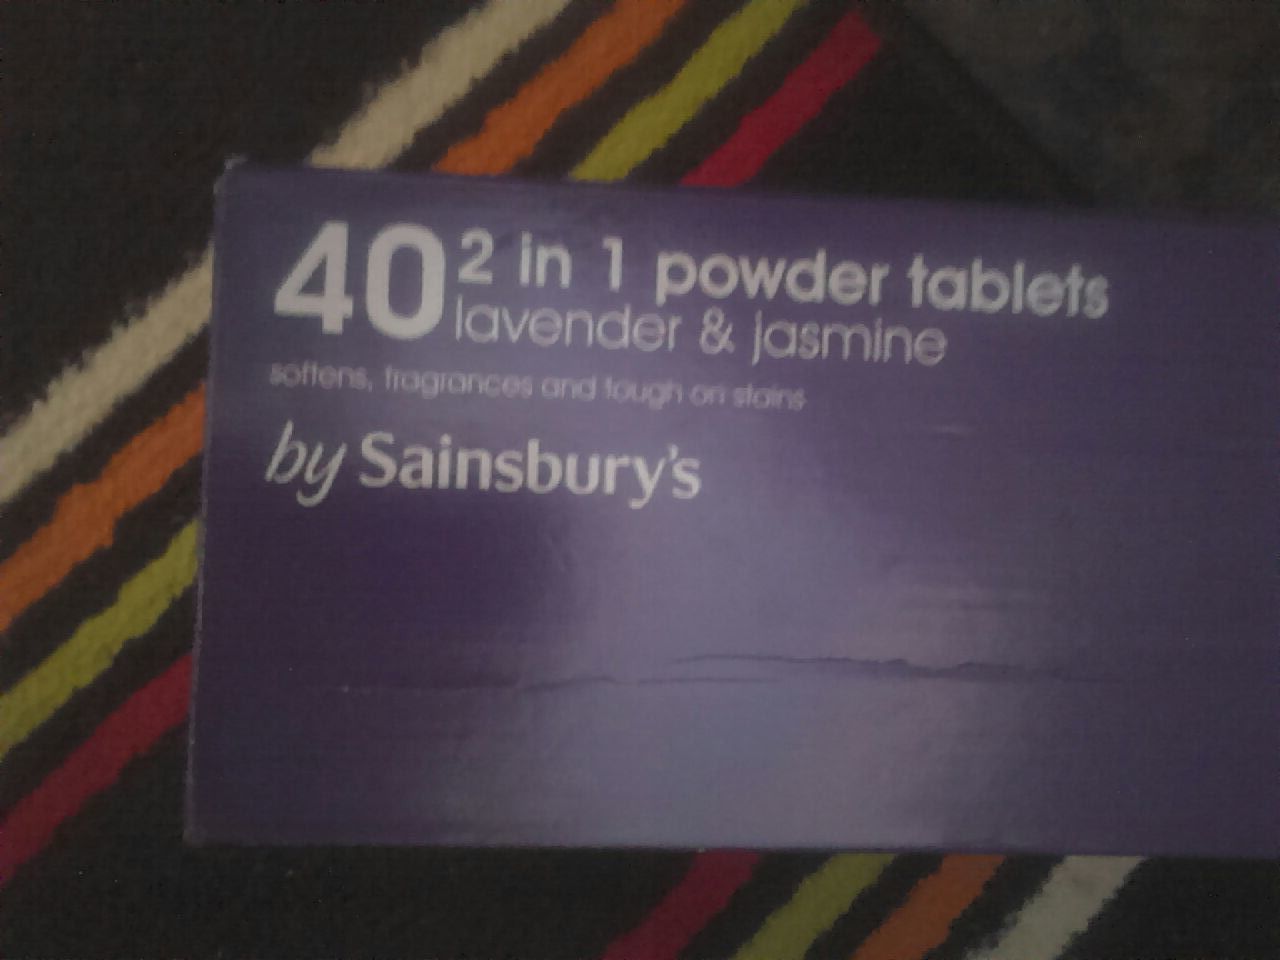 40 2 in 1 powder tablets
lavender & jasmine
softens, fragrances and tough on stains
by Sainsbury's